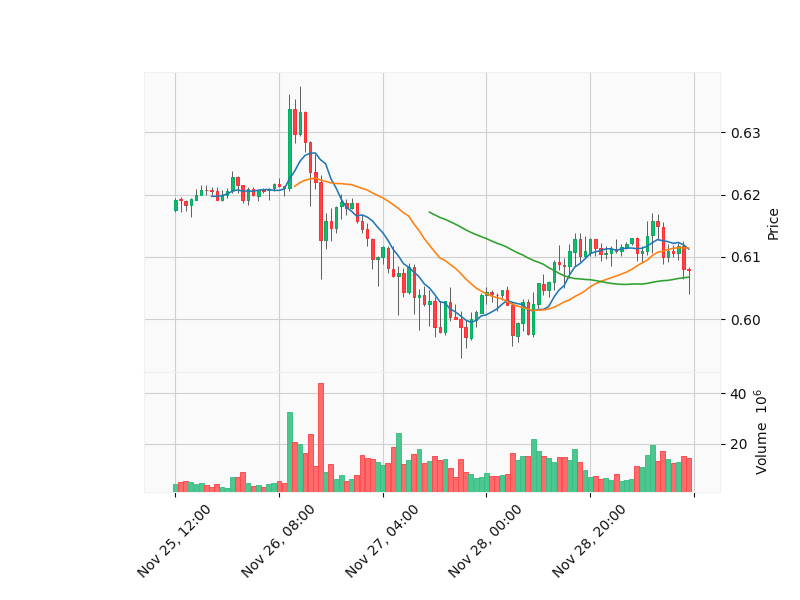 0.63
0.62
0.61
0.60
Price
40
20
Volume 10^6
Nov 25, 12:00
Nov 26, 08:00
Nov 27, 04:00
Nov 28, 00:00
Nov 28, 20:00